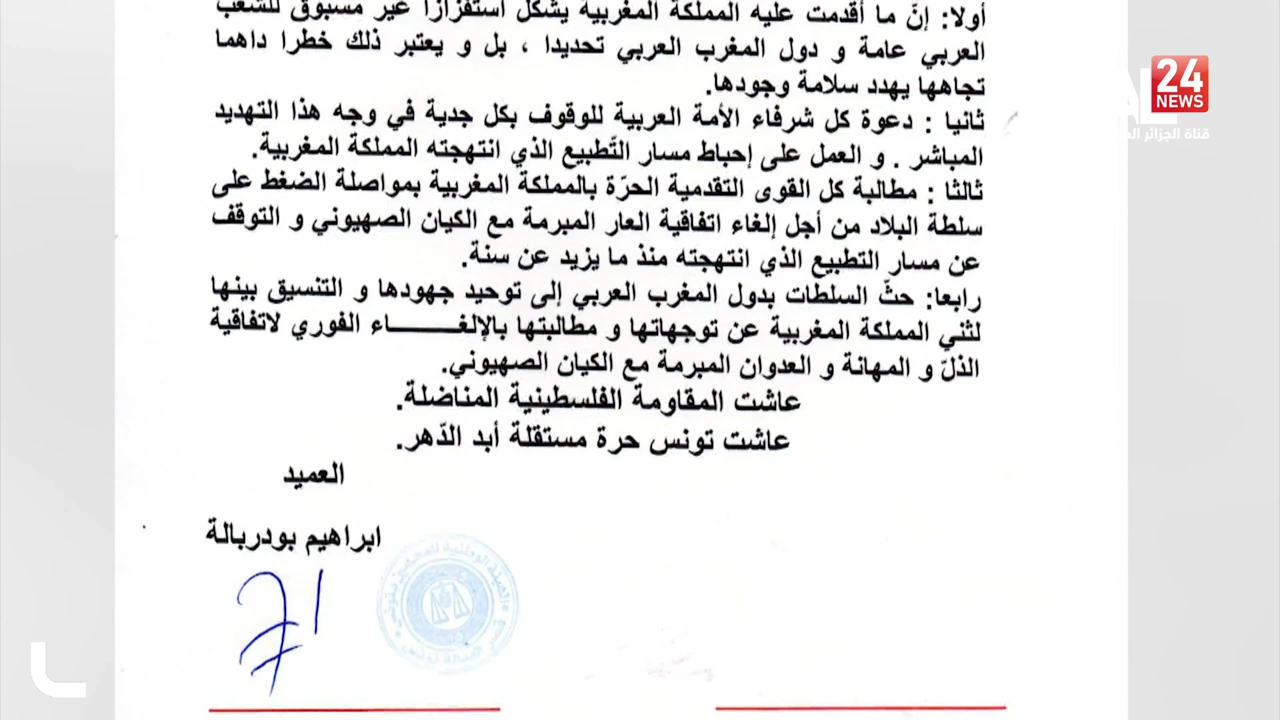 أولا: إنّ ما أقدمت عليه المملكة المغربية يشكل استفزازا غير مسبوق للشعب
العربي عامة و دول المغرب العربي تحديدا ، بل و يعتبر ذلك خطرا داهما
تجاهها يهدد سلامة وجودها.
ثانيا : دعوة كل شرفاء الأمة العربية للوقوف بكل جدية في وجه هذا التهديد
المباشر . و العمل على إحباط مسار التّطبيع الذي انتهجته المملكة المغربية.
ثالثا : مطالبة كل القوى التقدمية الحرّة بالمملكة المغربية بمواصلة الضغط على
سلطة البلاد من أجل إلغاء اتفاقية العار المبرمة مع الكيان الصهيوني و التوقف
عن مسار التطبيع الذي انتهجته منذ ما يزيد عن سنة.
رابعا: حثّ السلطات بدول المغرب العربي إلى توحيد جهودها و التنسيق بينها
لثني المملكة المغربية عن توجهاتها و مطالبتها بالإلغـــــــاء الفوري لاتفاقية
الذلّ و المهانة و العدوان المبرمة مع الكيان الصهيوني.
عاشت المقاومة الفلسطينية المناضلة.
عاشت تونس حرة مستقلة أبد الدّهر.
العميد
ابراهيم بودربالة
الهيئة الوطنية للمحامين بتونس
24
NEWS
AL
قناة الجزائر